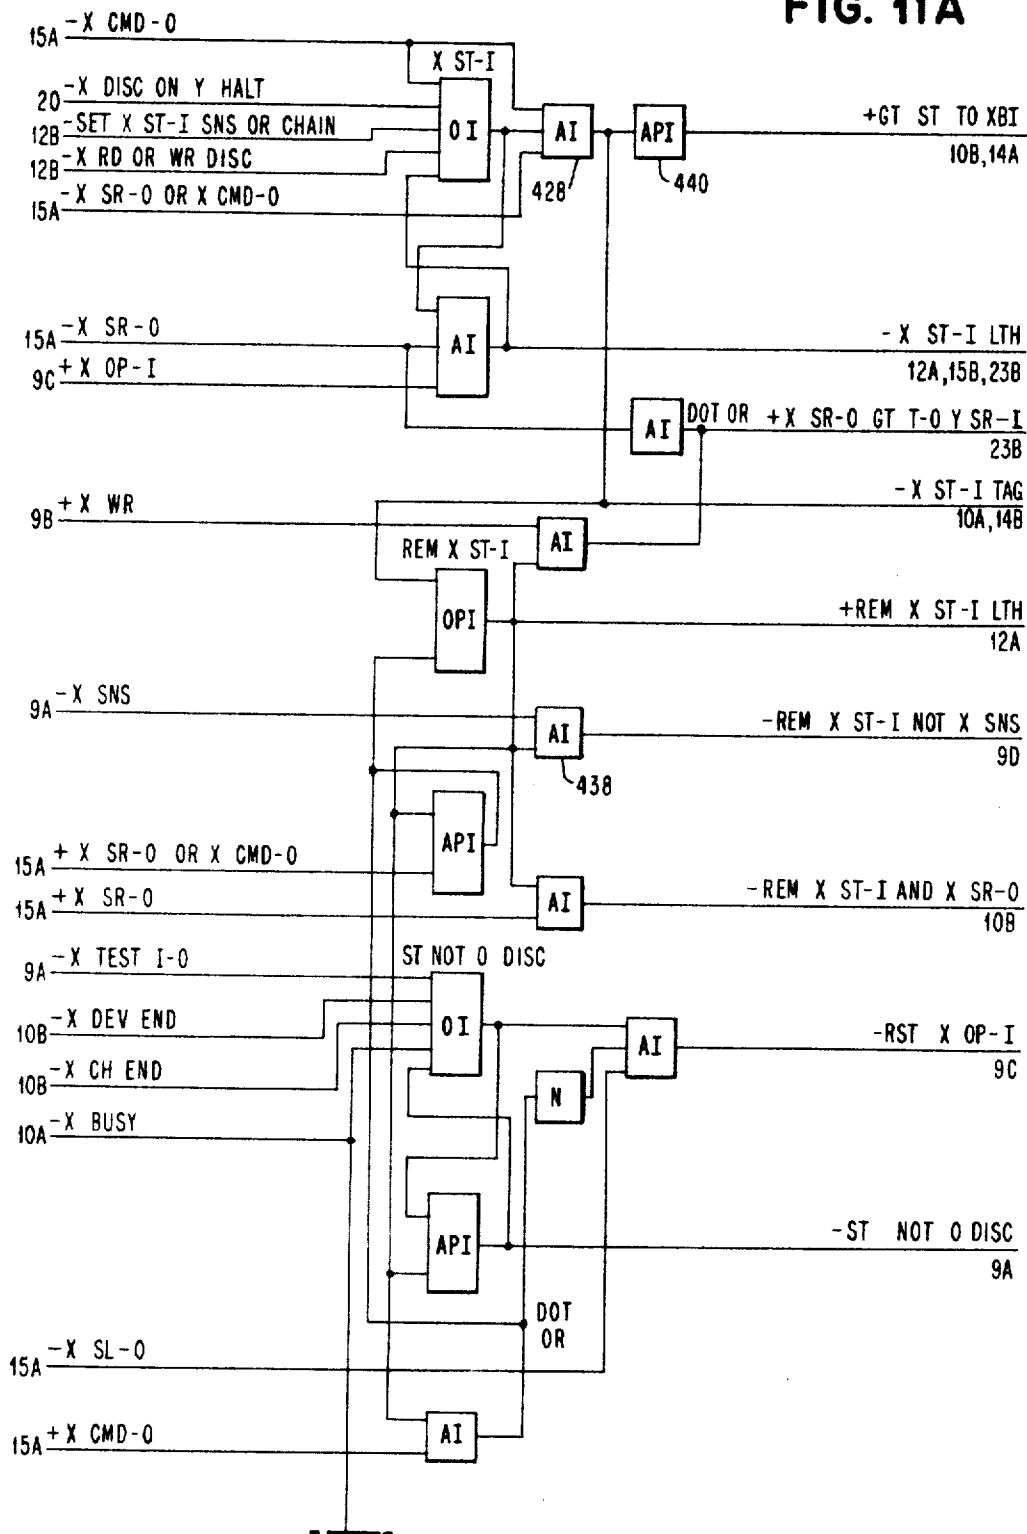 FIG. 11A
15A -X CMD-0
X ST-I
20 -X DISC ON Y HALT
12B -SET X ST-I SNS OR CHAIN
12B -X RD OR WR DISC
15A -X SR-0 OR X CMD-0
OI
AI
428
API
440
+GT ST TO XBI
10B,14A
15A -X SR-0
9C +X OP-I
AI
-X ST-I LTH
12A,15B,23B
AI
DOT OR
+X SR-0 GT T-0 Y SR-I
23B
-X ST-I TAG
10A,14B
9B +X WR
AI
REM X ST-I
OPI
+REM X ST-I LTH
12A
9A -X SNS
AI
438
-REM X ST-I NOT X SNS
9D
API
15A +X SR-0 OR X CMD-0
15A +X SR-0
AI
-REM X ST-I AND X SR-0
10B
9A -X TEST I-0
ST NOT 0 DISC
10B -X DEV END
10B -X CH END
10A -X BUSY
OI
AI
N
-RST X OP-I
9C
API
-ST NOT 0 DISC
9A
DOT
OR
15A -X SL-0
15A +X CMD-0
AI